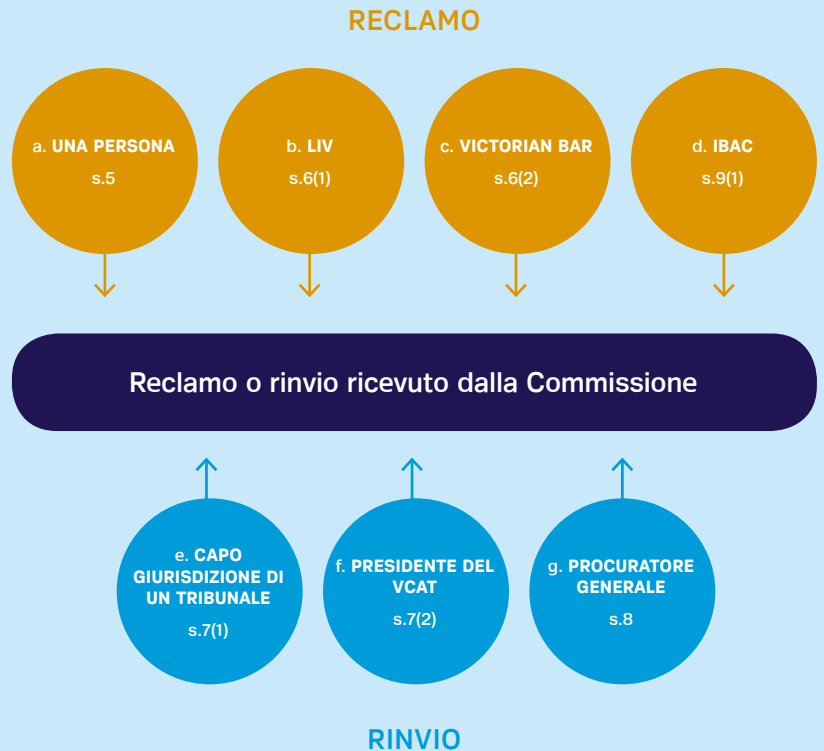 RECLAMO
a. UNA PERSONA
s.5
b. LIV
s.6(1)
c. VICTORIAN BAR
s.6(2)
d. IBAC
s.9(1)
Reclamo o rinvio ricevuto dalla Commissione
e. CAPO
GIURISDIZIONE DI
UN TRIBUNALE
s.7(1)
f. PRESIDENTE DEL
VCAT
s.7(2)
g. PROCURATORE
GENERALE
s.8
RINVIO